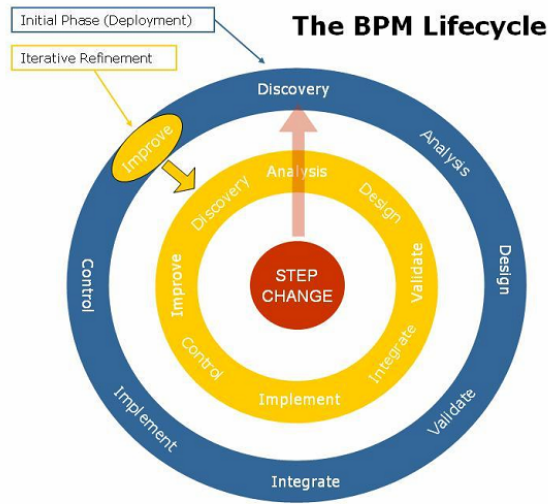 Initial Phase (Deployment)
The BPM Lifecycle
Iterative Refinement
Discovery
Analysis
Design
Validate
Integrate
Implement
Control
Improve
Discovery
Analysis
Design
Validate
Integrate
Implement
Control
Improve
STEP
CHANGE